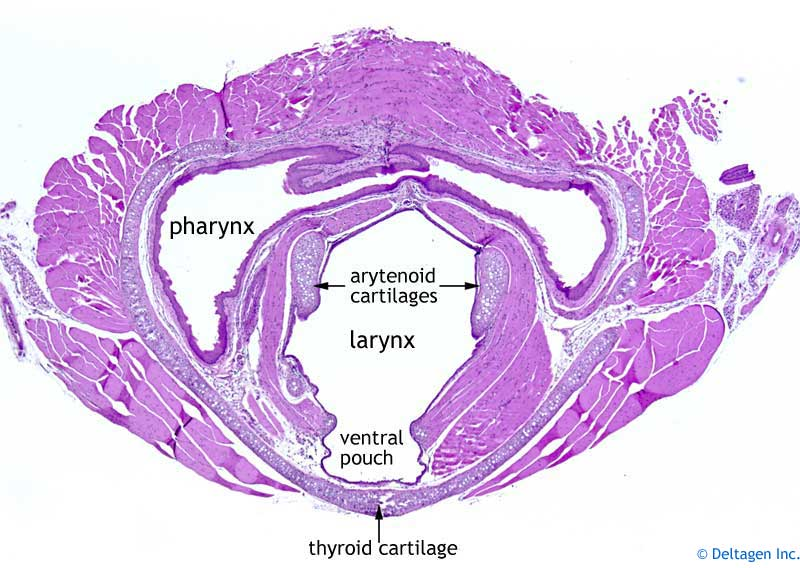 pharynx
arytenoid
cartilages
larynx
ventral
pouch
thyroid cartilage
© Deltagen Inc.